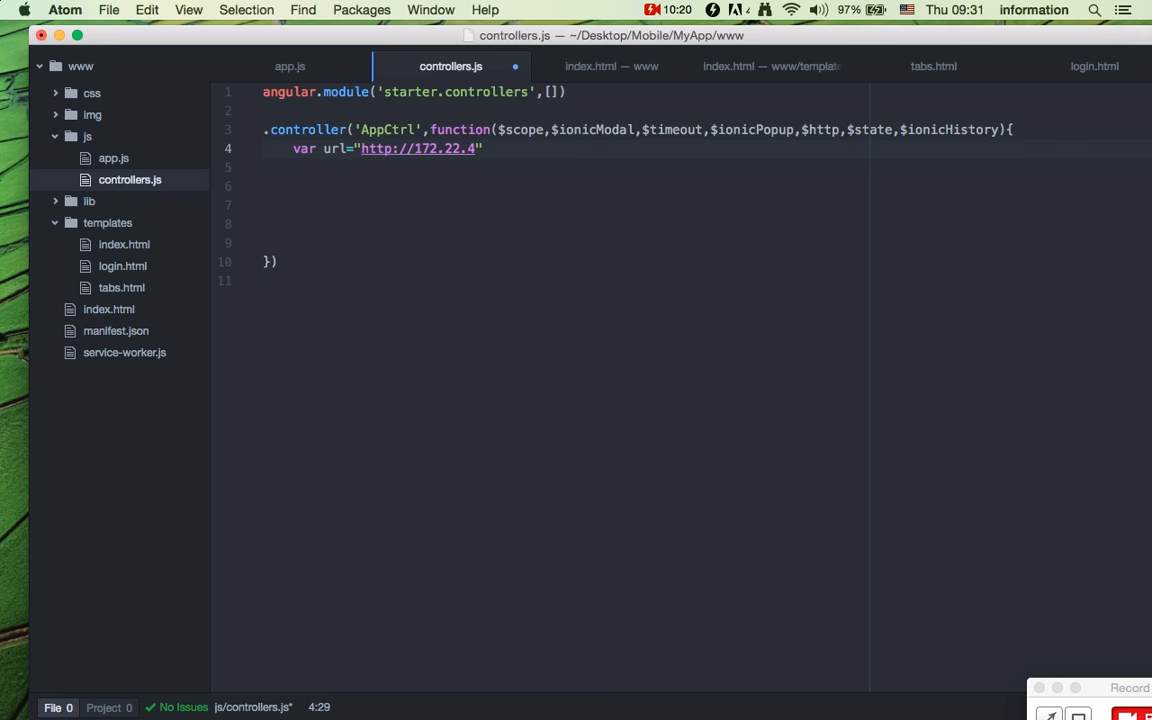 Atom File Edit View Selection Find Packages Window Help 10:20 4 97% Thu 09:31 information
controllers.js — ~/Desktop/Mobile/MyApp/www
www app.js controllers.js index.html — www index.html — www/templat tabs.html login.html
css
img
js
app.js
controllers.js
lib
templates
index.html
login.html
tabs.html
index.html
manifest.json
service-worker.js
1 angular.module('starter.controllers',[])
2
3 .controller('AppCtrl',function($scope,$ionicModal,$timeout,$ionicPopup,$http,$state,$ionicHistory){
4 var url="http://172.22.4"
5
6
7
8
9
10 })
11
Record
File 0 Project 0 No Issues js/controllers.js* 4:29